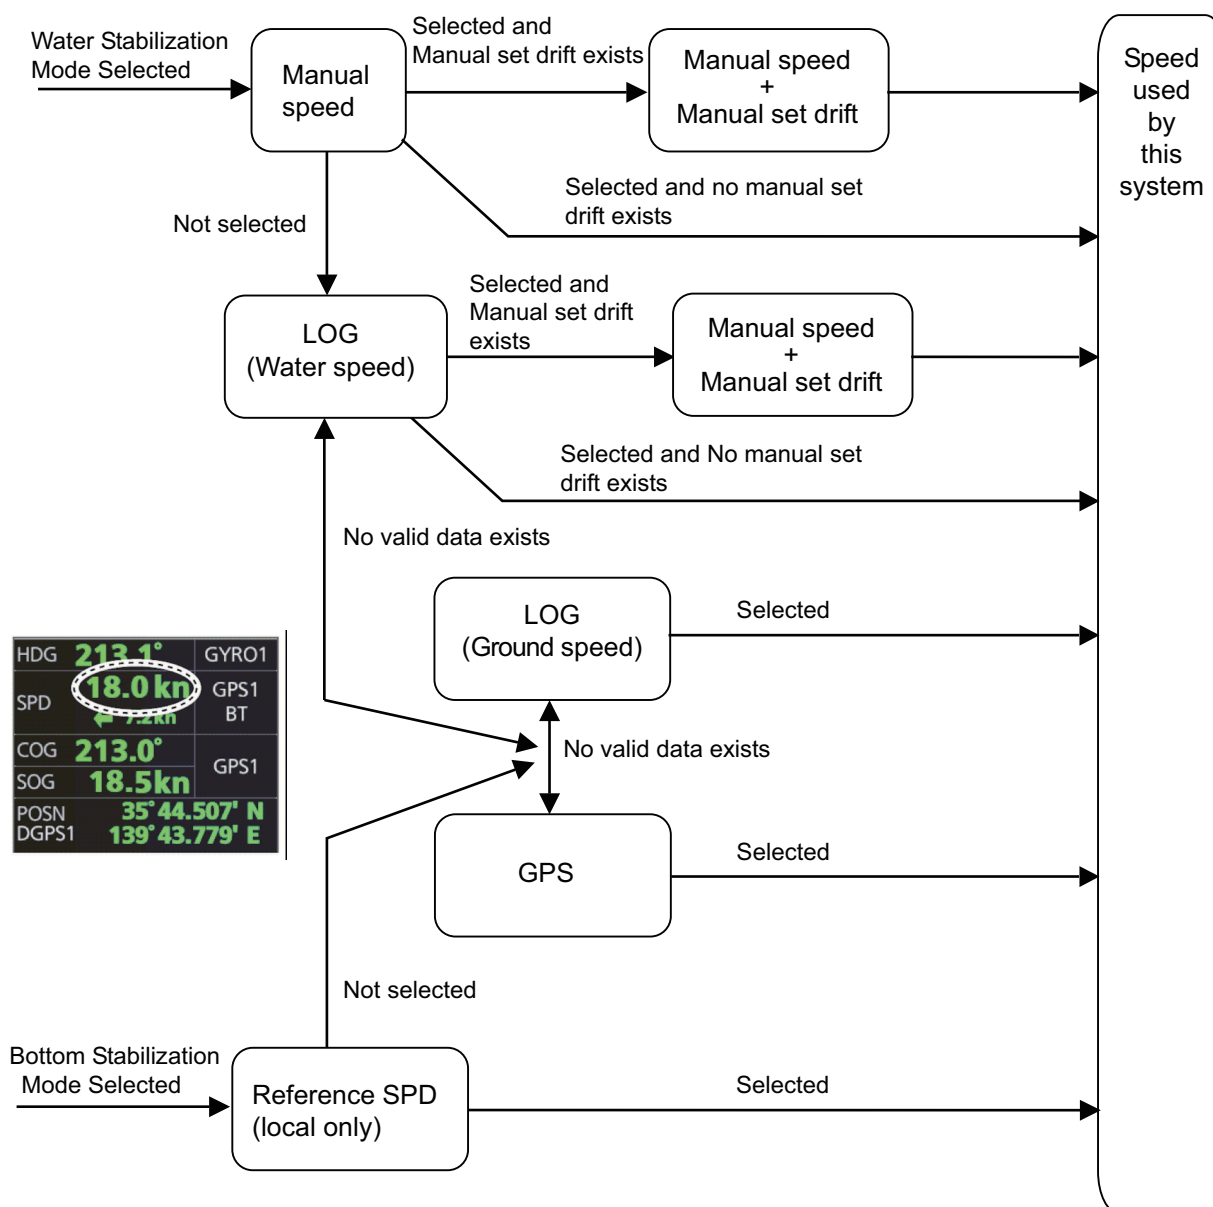 Water Stabilization
Mode Selected
Manual
speed
Selected and
Manual set drift exists
Manual speed
+
Manual set drift
Speed
used
by
this
system
Selected and no manual set
drift exists
Not selected
LOG
(Water speed)
Selected and
Manual set drift
exists
Manual speed
+
Manual set drift
Selected and No manual set
drift exists
No valid data exists
LOG
(Ground speed)
Selected
HDG 213.1° GYRO1
SPD 18.0 kn GPS1
7.2kn BT
COG 213.0° GPS1
SOG 18.5kn
POSN 35°44.507' N
DGPS1 139°43.779' E
No valid data exists
GPS
Selected
Not selected
Bottom Stabilization
Mode Selected
Reference SPD
(local only)
Selected